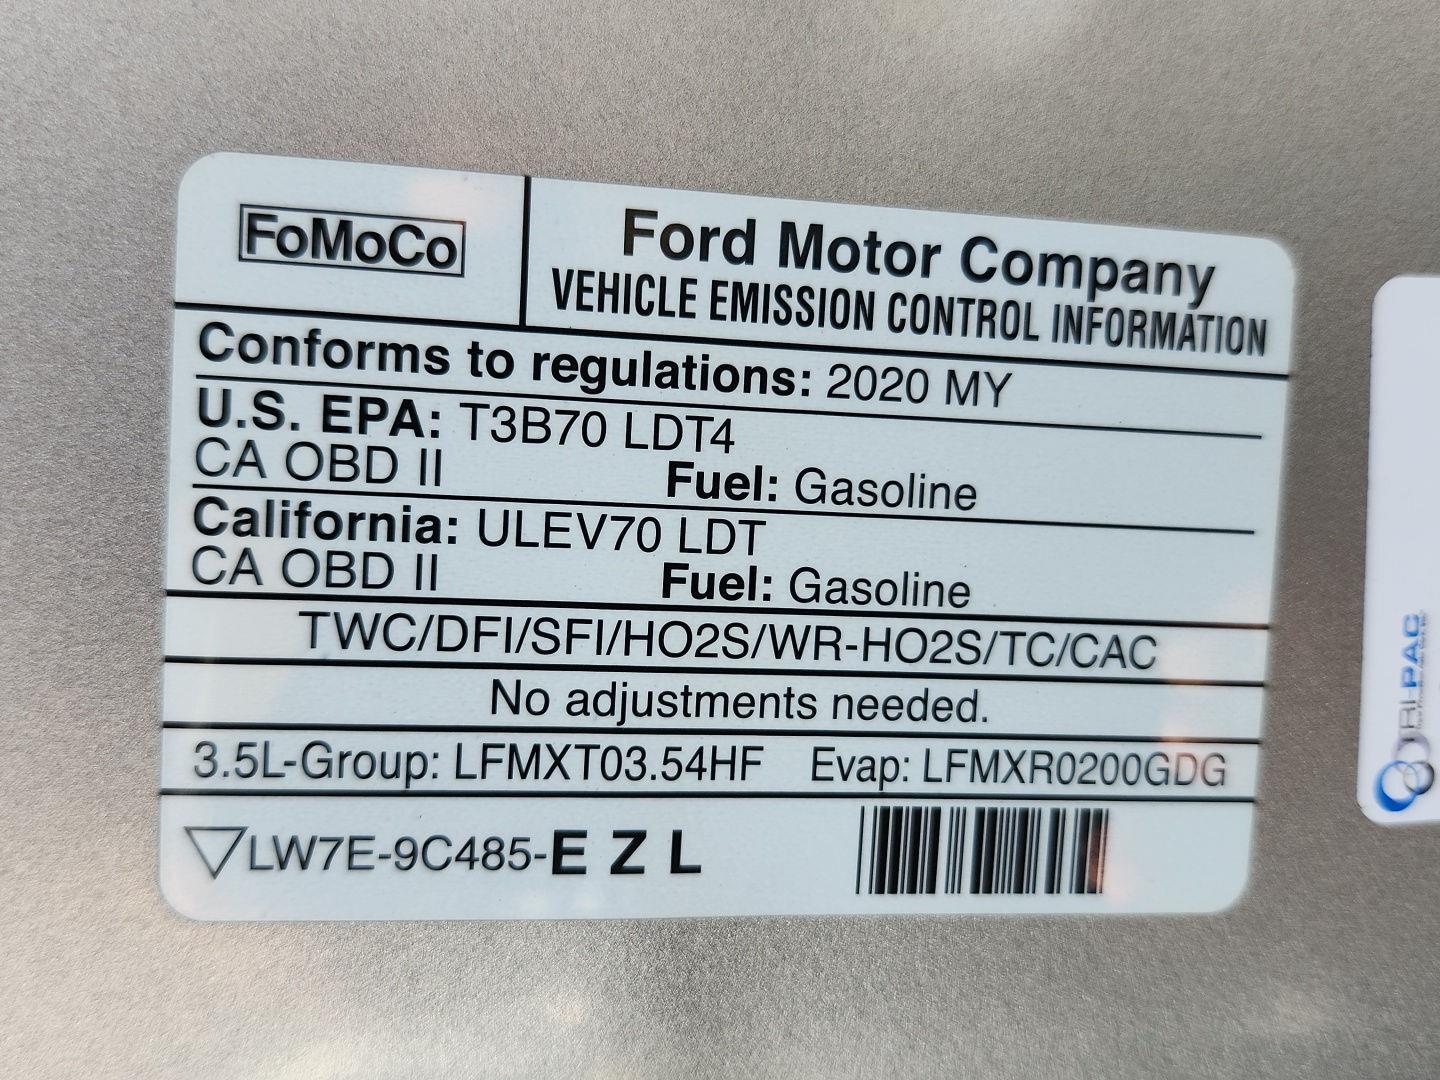 FoMoCo
Ford Motor Company
VEHICLE EMISSION CONTROL INFORMATION
Conforms to regulations: 2020 MY
U.S. EPA: T3B70 LDT4
CA OBD II Fuel: Gasoline
California: ULEV70 LDT
CA OBD II Fuel: Gasoline
TWC/DFI/SFI/HO2S/WR-HO2S/TC/CAC
No adjustments needed.
3.5L-Group: LFMXT03.54HF Evap: LFMXR0200GDG
LW7E-9C485-E Z L
RI-PAC